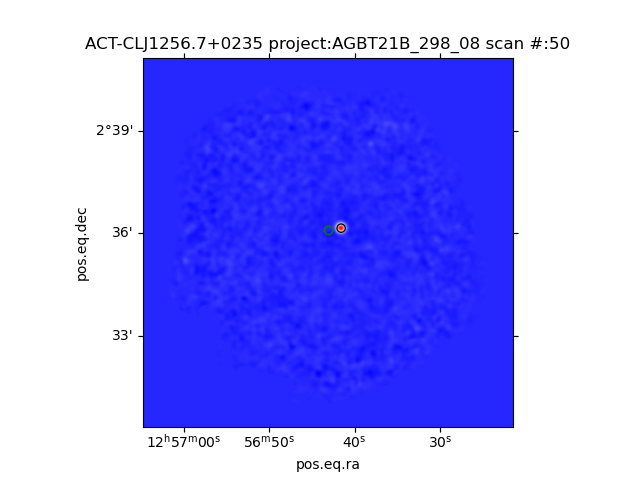 ACT-CLJ1256.7+0235 project:AGBT21B_298_08 scan #:50
2°39'
36'
33'
pos.eq.dec
12ʰ57ᵐ00ˢ 56ᵐ50ˢ 40ˢ 30ˢ
pos.eq.ra